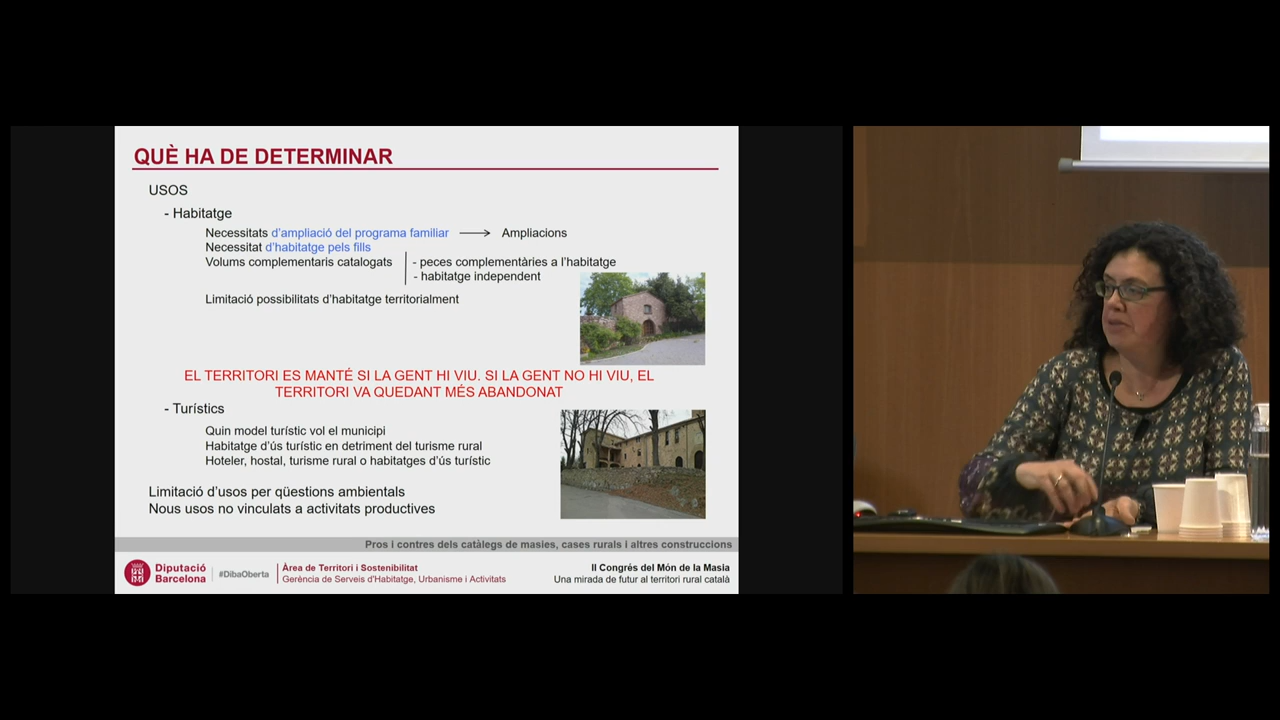 QUÈ HA DE DETERMINAR
USOS
- Habitatge
Necessitats d'ampliació del programa familiar → Ampliacions
Necessitat d'habitatge pels fills
Volums complementaris catalogats
- peces complementàries a l'habitatge
- habitatge independent
Limitació possibilitats d'habitatge territorialment
EL TERRITORI ES MANTÉ SI LA GENT HI VIU. SI LA GENT NO HI VIU, EL
TERRITORI VA QUEDANT MÉS ABANDONAT
- Turístics
Quin model turístic vol el municipi
Habitatge d'ús turístic en detriment del turisme rural
Hoteler, hostal, turisme rural o habitatges d'ús turístic
Limitació d'usos per qüestions ambientals
Nous usos no vinculats a activitats productives
Pros i contres dels catàlegs de masies, cases rurals i altres construccions
Diputació
Barcelona
#DibaOberta
Àrea de Territori i Sostenibilitat
Gerència de Serveis d'Habitatge, Urbanisme i Activitats
II Congrés del Món de la Masia
Una mirada de futur al territori rural català